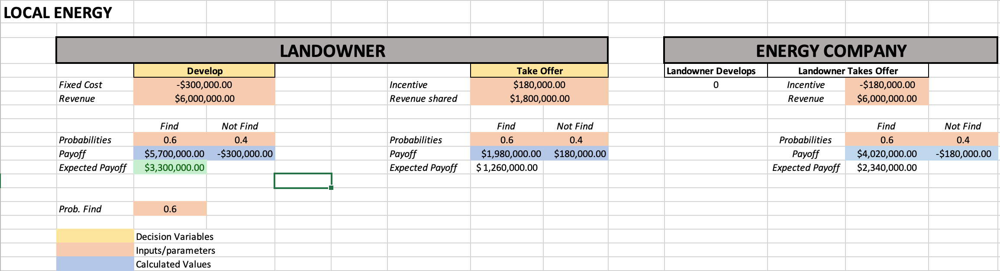 LOCAL ENERGY
LANDOWNER ENERGY COMPANY
Develop Take Offer Landowner Develops Landowner Takes Offer
Fixed Cost -$300,000.00 Incentive $180,000.00 0 Incentive -$180,000.00
Revenue $6,000,000.00 Revenue shared $1,800,000.00 Revenue $6,000,000.00
Find Not Find Find Not Find Find Not Find
Probabilities 0.6 0.4 Probabilities 0.6 0.4 Probabilities 0.6 0.4
Payoff $5,700,000.00 -$300,000.00 Payoff $1,980,000.00 $180,000.00 Payoff $4,020,000.00 -$180,000.00
Expected Payoff $3,300,000.00 Expected Payoff $ 1,260,000.00 Expected Payoff $2,340,000.00
Prob. Find 0.6
Decision Variables
Inputs/parameters
Calculated Values